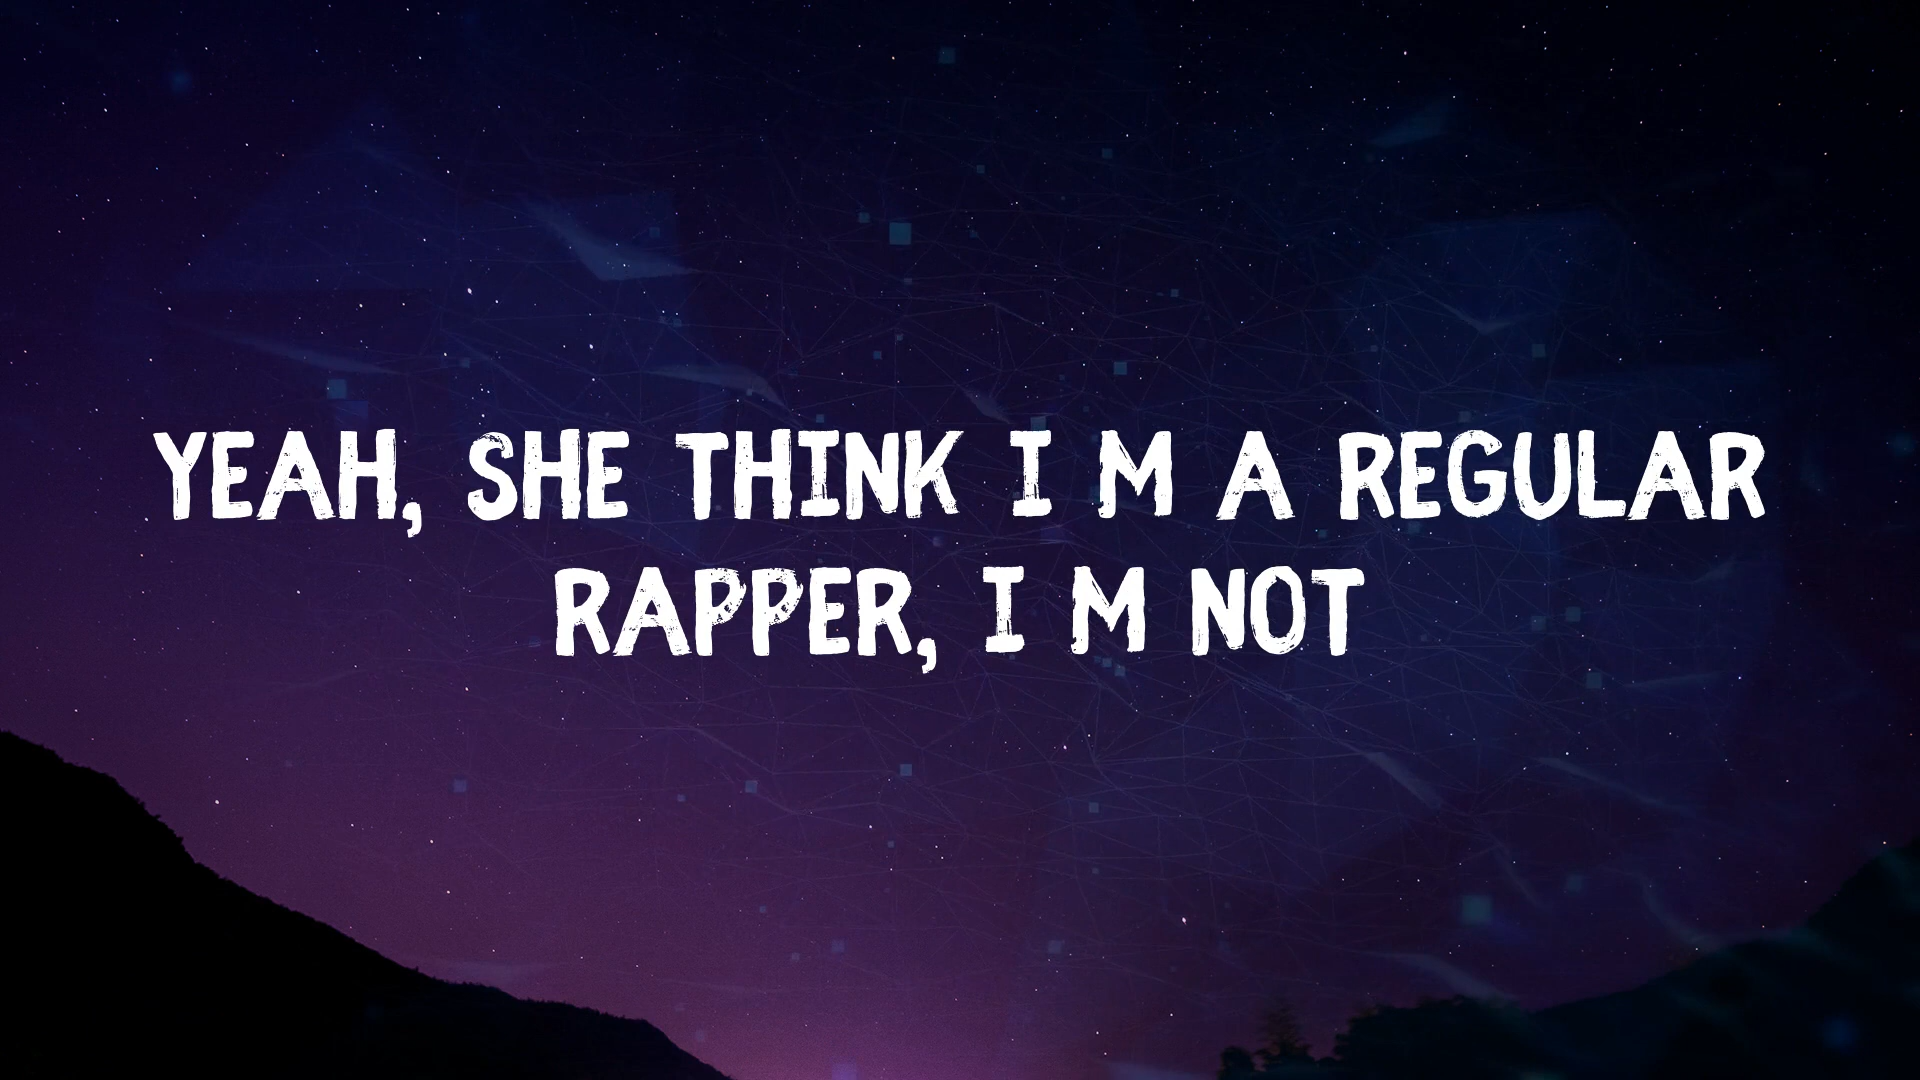 YEAH, SHE THINK I M A REGULAR
RAPPER, I M NOT